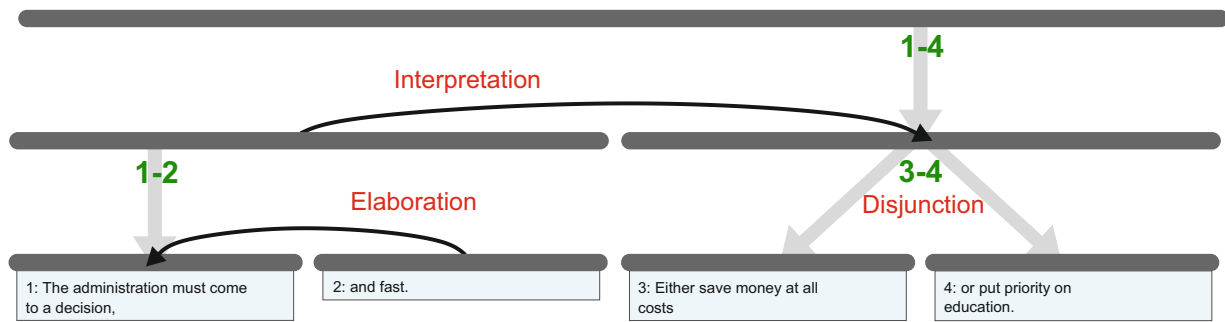 1-4
Interpretation
1-2
3-4
Elaboration
Disjunction
1: The administration must come
to a decision,
2: and fast.
3: Either save money at all
costs
4: or put priority on
education.